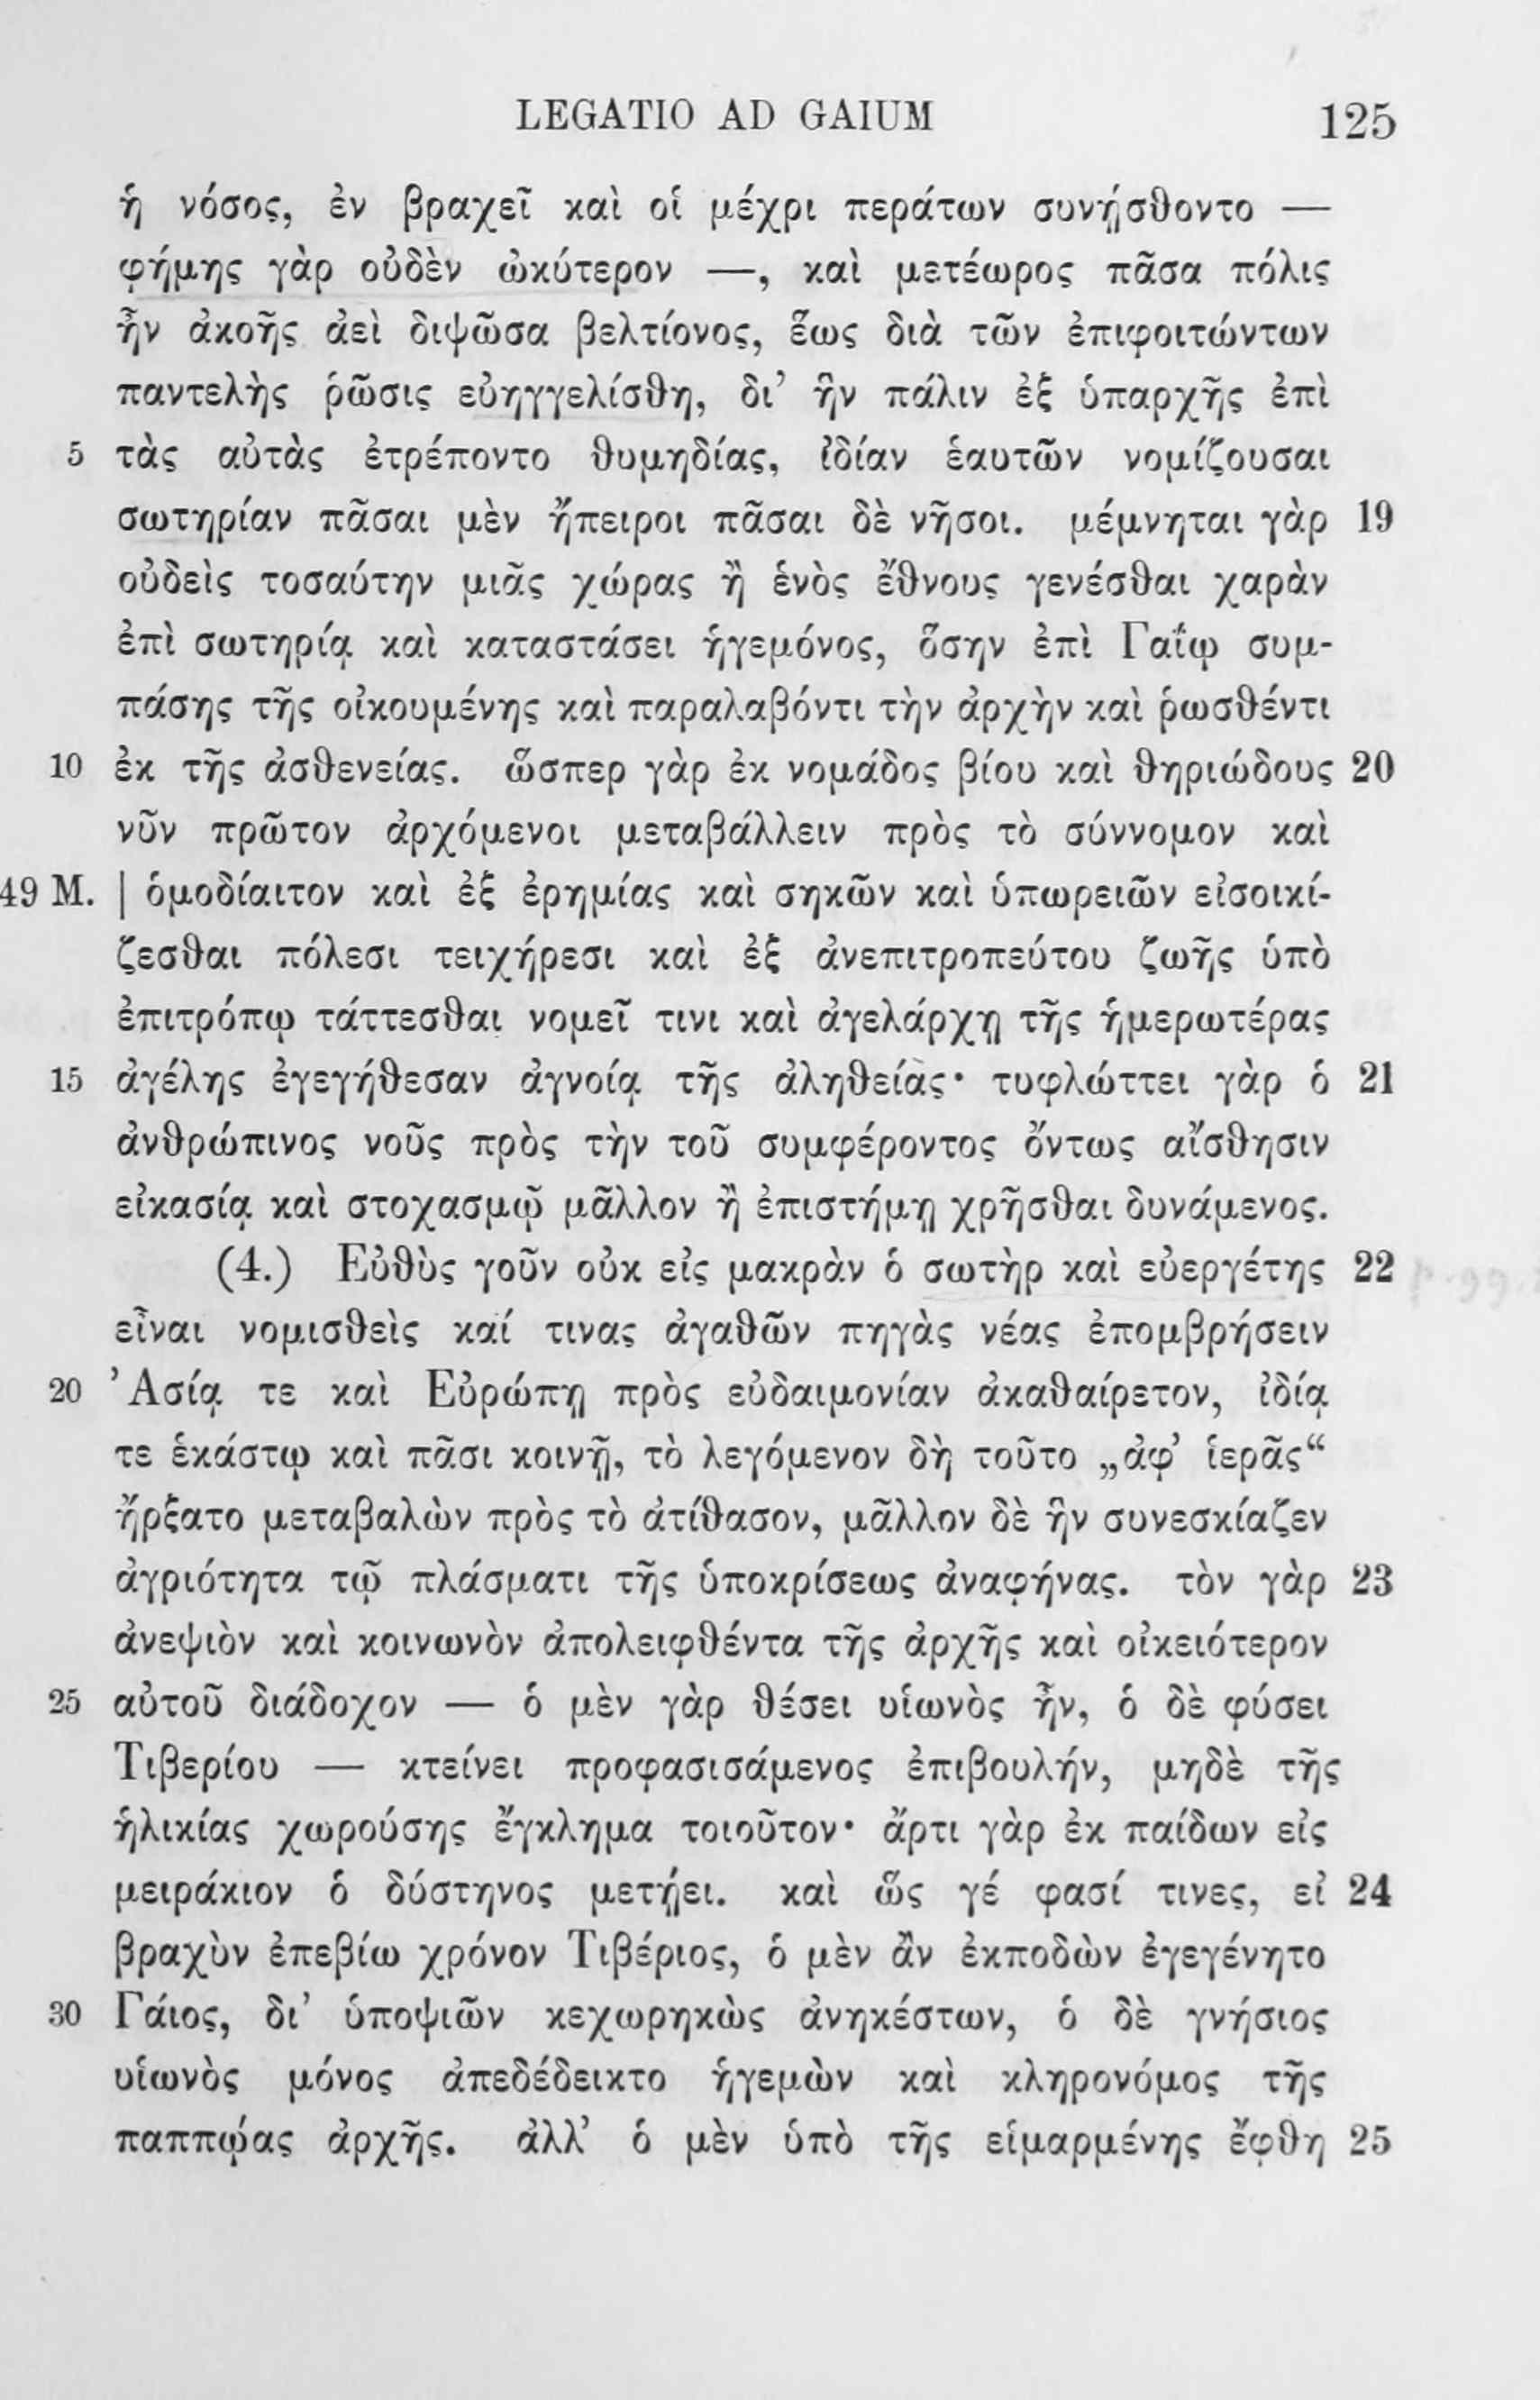 LEGATIO AD GAIUM 125
ἡ νόσος, ἐν βραχεῖ καὶ οἱ μέχρι περάτων συνῄσθοντο —
φήμης γὰρ οὐδὲν ὠκύτερον —, καὶ μετέωρος πᾶσα πόλις
ἦν ἀκοῆς ἀεὶ διψῶσα βελτίονος, ἕως διὰ τῶν ἐπιφοιτώντων
παντελὴς ῥῶσις εὐηγγελίσθη, δι’ ἣν πάλιν ἐξ ὑπαρχῆς ἐπὶ
5 τὰς αὐτὰς ἐτρέποντο θυμηδίας, ἰδίαν ἑαυτῶν νομίζουσαι
σωτηρίαν πᾶσαι μὲν ἤπειροι πᾶσαι δὲ νῆσοι. μέμνηται γὰρ 19
οὐδεὶς τοσαύτην μιᾶς χώρας ἢ ἑνὸς ἔθνους γενέσθαι χαρὰν
ἐπὶ σωτηρίᾳ καὶ καταστάσει ἡγεμόνος, ὅσην ἐπὶ Γαΐῳ συμ-
πάσης τῆς οἰκουμένης καὶ παραλαβόντι τὴν ἀρχὴν καὶ ῥωσθέντι
10 ἐκ τῆς ἀσθενείας. ὥσπερ γὰρ ἐκ νομάδος βίου καὶ θηριώδους 20
νῦν πρῶτον ἀρχόμενοι μεταβάλλειν πρὸς τὸ σύννομον καὶ
49 M. | ὁμοδίαιτον καὶ ἐξ ἐρημίας καὶ σηκῶν καὶ ὑπωρειῶν εἰσοικί-
ζεσθαι πόλεσι τειχήρεσι καὶ ἐξ ἀνεπιτροπεύτου ζωῆς ὑπὸ
ἐπιτρόπῳ τάττεσθαι νομεῖ τινι καὶ ἀγελάρχῃ τῆς ἡμερωτέρας
15 ἀγέλης ἐγεγήθεσαν ἀγνοίᾳ τῆς ἀληθείας· τυφλώττει γὰρ ὁ 21
ἀνθρώπινος νοῦς πρὸς τὴν τοῦ συμφέροντος ὄντως αἴσθησιν
εἰκασίᾳ καὶ στοχασμῷ μᾶλλον ἢ ἐπιστήμῃ χρῆσθαι δυνάμενος.
(4.) Εὐθὺς γοῦν οὐκ εἰς μακρὰν ὁ σωτὴρ καὶ εὐεργέτης 22
εἶναι νομισθεὶς καί τινας ἀγαθῶν πηγὰς νέας ἐπομβρήσειν
20 Ἀσίᾳ τε καὶ Εὐρώπῃ πρὸς εὐδαιμονίαν ἀκαθαίρετον, ἰδίᾳ
τε ἑκάστῳ καὶ πᾶσι κοινῇ, τὸ λεγόμενον δὴ τοῦτο „ἀφ’ ἱερᾶς“
ἤρξατο μεταβαλὼν πρὸς τὸ ἀτίθασον, μᾶλλον δὲ ἣν συνεσκίαζεν
ἀγριότητα τῷ πλάσματι τῆς ὑποκρίσεως ἀναφήνας. τὸν γὰρ 23
ἀνεψιὸν καὶ κοινωνὸν ἀπολειφθέντα τῆς ἀρχῆς καὶ οἰκειότερον
25 αὐτοῦ διάδοχον — ὁ μὲν γὰρ θέσει υἱωνὸς ἦν, ὁ δὲ φύσει
Τιβερίου — κτείνει προφασισάμενος ἐπιβουλήν, μηδὲ τῆς
ἡλικίας χωρούσης ἔγκλημα τοιοῦτον· ἄρτι γὰρ ἐκ παίδων εἰς
μειράκιον ὁ δύστηνος μετῄει. καὶ ὥς γέ φασί τινες, εἰ 24
βραχὺν ἐπεβίω χρόνον Τιβέριος, ὁ μὲν ἂν ἐκποδὼν ἐγεγένητο
30 Γάιος, δι’ ὑποψιῶν κεχωρηκὼς ἀνηκέστων, ὁ δὲ γνήσιος
υἱωνὸς μόνος ἀπεδέδεικτο ἡγεμὼν καὶ κληρονόμος τῆς
παππῴας ἀρχῆς. ἀλλ’ ὁ μὲν ὑπὸ τῆς εἱμαρμένης ἔφθη 25